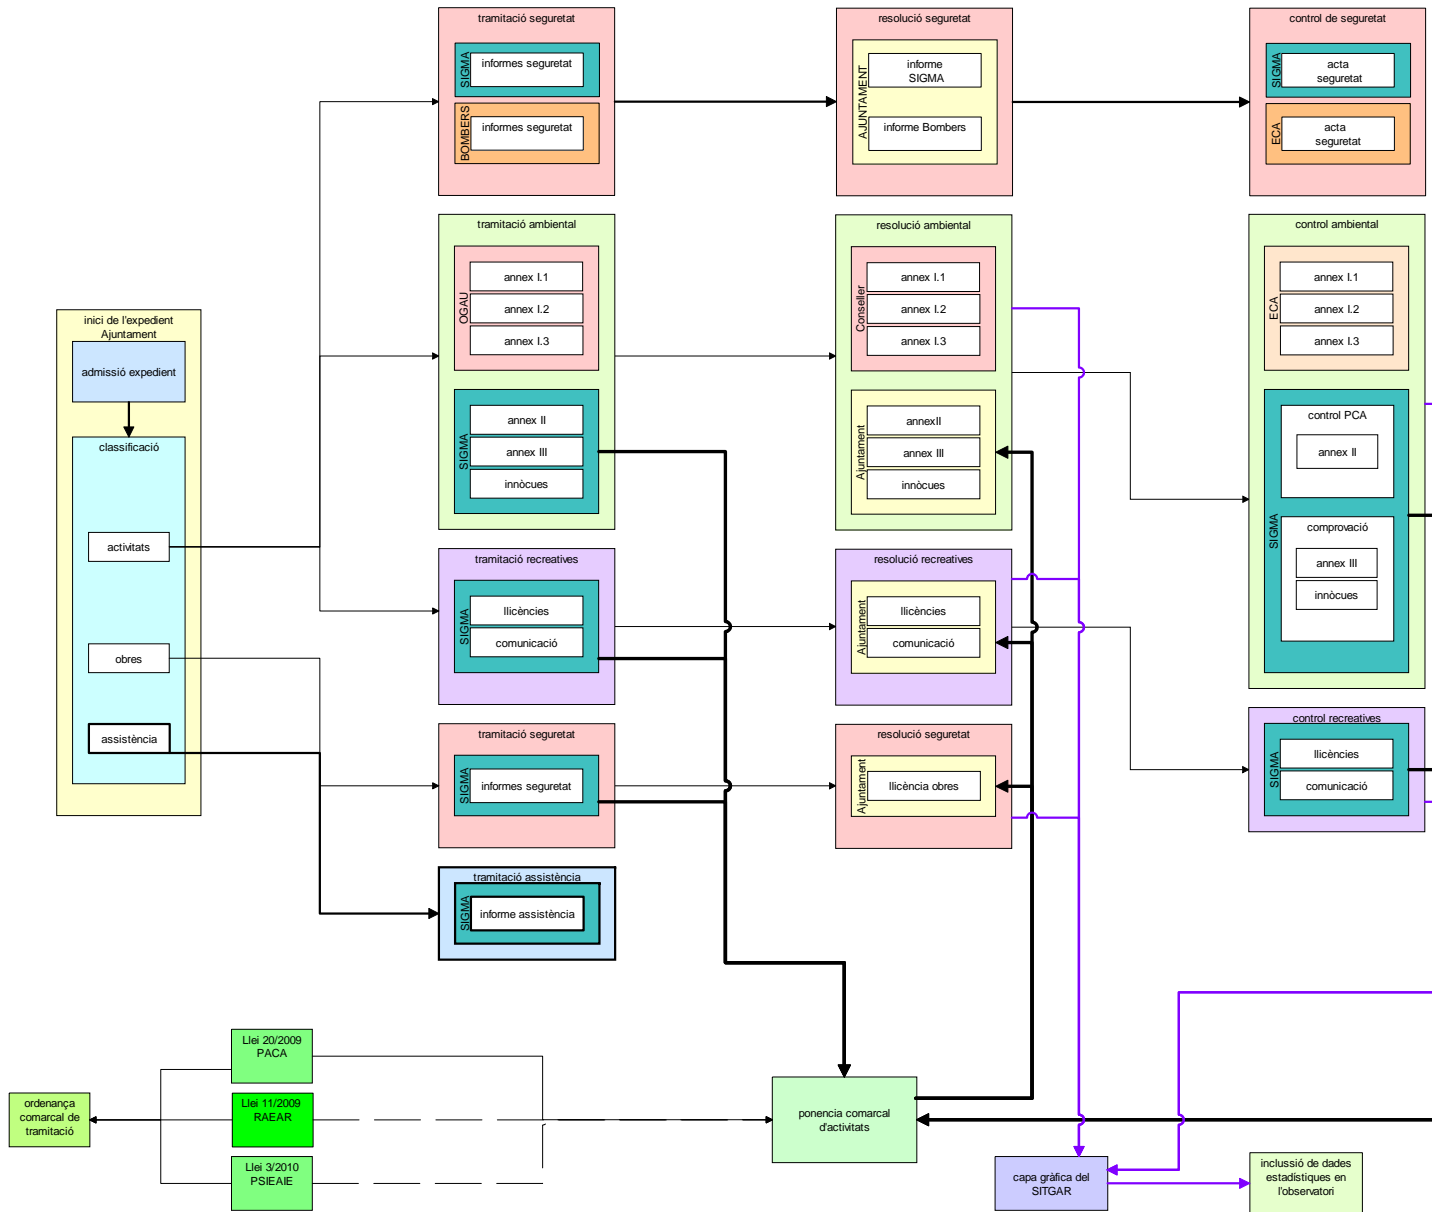 tramitació seguretat
SIGMA
informes seguretat
BOMBERS
informes seguretat
resolució seguretat
AJUNTAMENT
informe
SIGMA
informe Bombers
control de seguretat
SIGMA
acta
seguretat
ECA
acta
seguretat
tramitació ambiental
OGAU
annex I.1
annex I.2
annex I.3
SIGMA
annex II
annex III
innòcues
resolució ambiental
Conseller
annex I.1
annex I.2
annex I.3
Ajuntament
annexII
annex III
innòcues
control ambiental
ECA
annex I.1
annex I.2
annex I.3
SIGMA
control PCA
annex II
comprovació
annex III
innòcues
inici de l'expedient
Ajuntament
admissió expedient
classificació
activitats
obres
assistència
tramitació recreatives
SIGMA
llicències
comunicació
resolució recreatives
Ajuntament
llicències
comunicació
control recreatives
SIGMA
llicències
comunicació
tramitació seguretat
SIGMA
informes seguretat
resolució seguretat
Ajuntament
llicència obres
tramitació assistència
SIGMA
informe assistència
Llei 20/2009
PACA
ordenança
comarcal de
tramitació
Llei 11/2009
RAEAR
Llei 3/2010
PSIEAIE
ponencia comarcal
d'activitats
capa gràfica del
SITGAR
inclussió de dades
estadístiques en
l'observatori